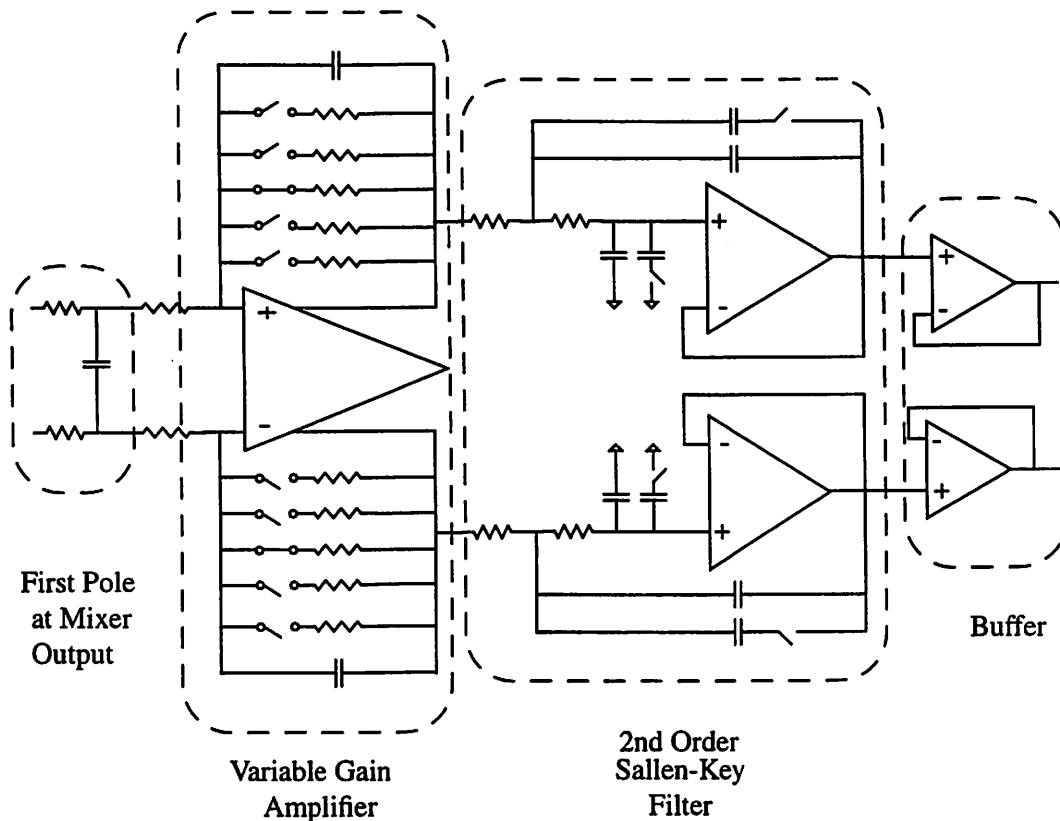 First Pole
at Mixer
Output
Variable Gain
Amplifier
2nd Order
Sallen-Key
Filter
Buffer
+
-
+
-
-
+
+
-
-
+